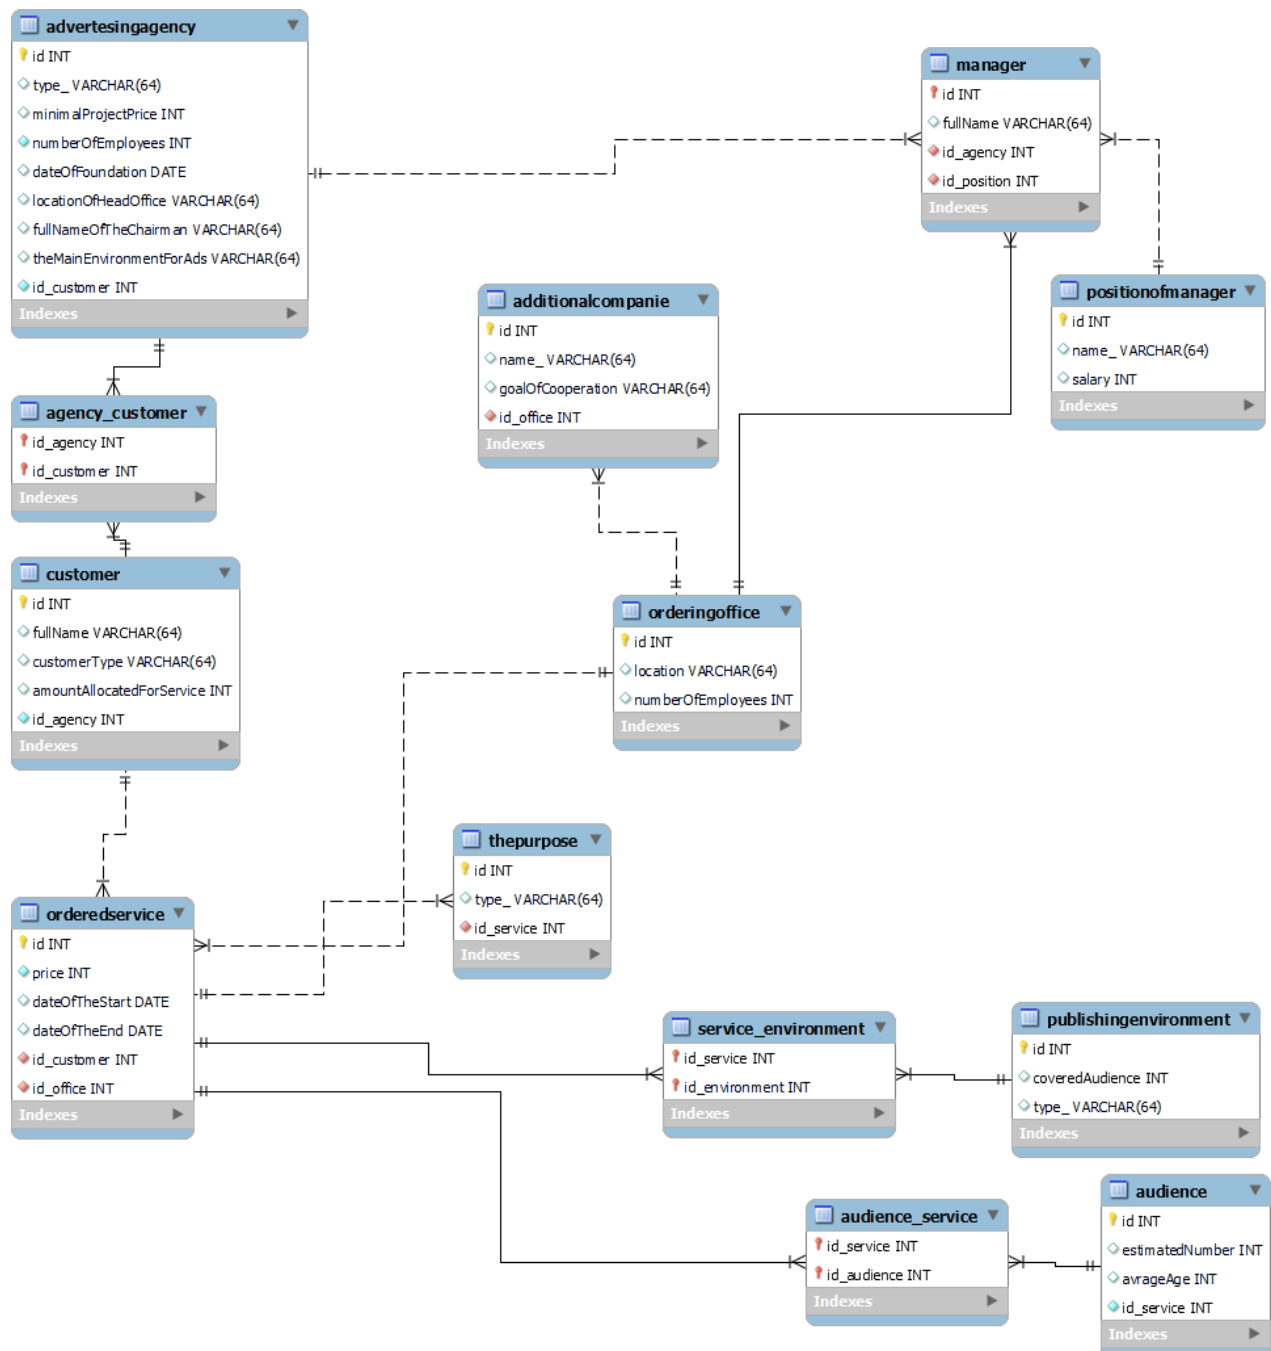 advertesingagency
id INT
type_ VARCHAR(64)
minimalProjectPrice INT
numberOfEmployees INT
dateOfFoundation DATE
locationOfHeadOffice VARCHAR(64)
fullNameOfTheChairman VARCHAR(64)
theMainEnvironmentForAds VARCHAR(64)
id_customer INT
Indexes
manager
id INT
fullName VARCHAR(64)
id_agency INT
id_position INT
Indexes
positionofmanager
id INT
name_ VARCHAR(64)
salary INT
Indexes
additionalcompanie
id INT
name_ VARCHAR(64)
goalOfCooperation VARCHAR(64)
id_office INT
Indexes
agency_customer
id_agency INT
id_customer INT
Indexes
customer
id INT
fullName VARCHAR(64)
customerType VARCHAR(64)
amountAllocatedForService INT
id_agency INT
Indexes
orderingoffice
id INT
location VARCHAR(64)
numberOfEmployees INT
Indexes
thepurpose
id INT
type_ VARCHAR(64)
id_service INT
Indexes
orderedservice
id INT
price INT
dateOfTheStart DATE
dateOfTheEnd DATE
id_customer INT
id_office INT
Indexes
service_environment
id_service INT
id_environment INT
Indexes
publishingenvironment
id INT
coveredAudience INT
type_ VARCHAR(64)
Indexes
audience_service
id_service INT
id_audience INT
Indexes
audience
id INT
estimatedNumber INT
avrageAge INT
id_service INT
Indexes